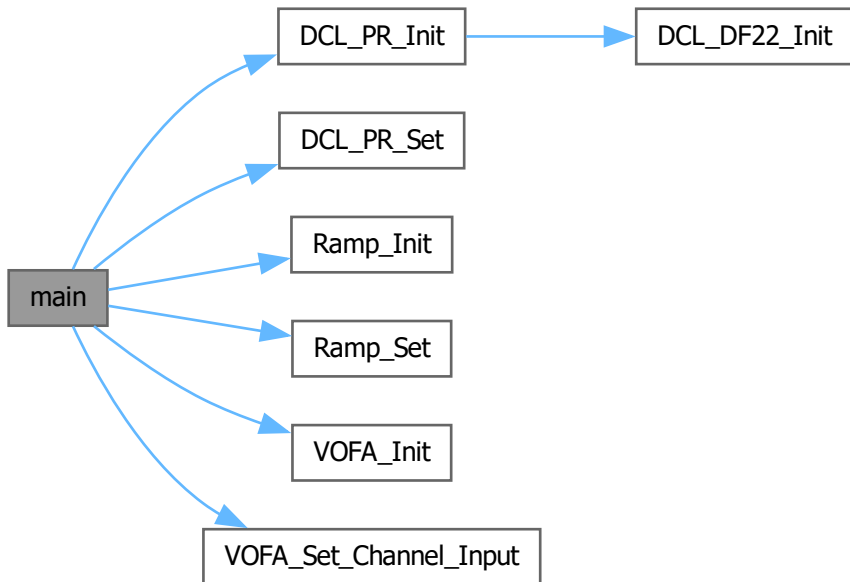 DCL_PR_Init
DCL_DF22_Init
DCL_PR_Set
Ramp_Init
main
Ramp_Set
VOFA_Init
VOFA_Set_Channel_Input